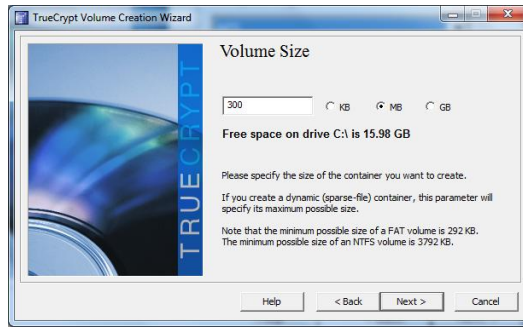 TrueCrypt Volume Creation Wizard
TRUECRYPT
Volume Size
300 KB MB GB
Free space on drive C:\ is 15.98 GB
Please specify the size of the container you want to create.
If you create a dynamic (sparse-file) container, this parameter will
specify its maximum possible size.
Note that the minimum possible size of a FAT volume is 292 KB.
The minimum possible size of an NTFS volume is 3792 KB.
Help < Back Next > Cancel